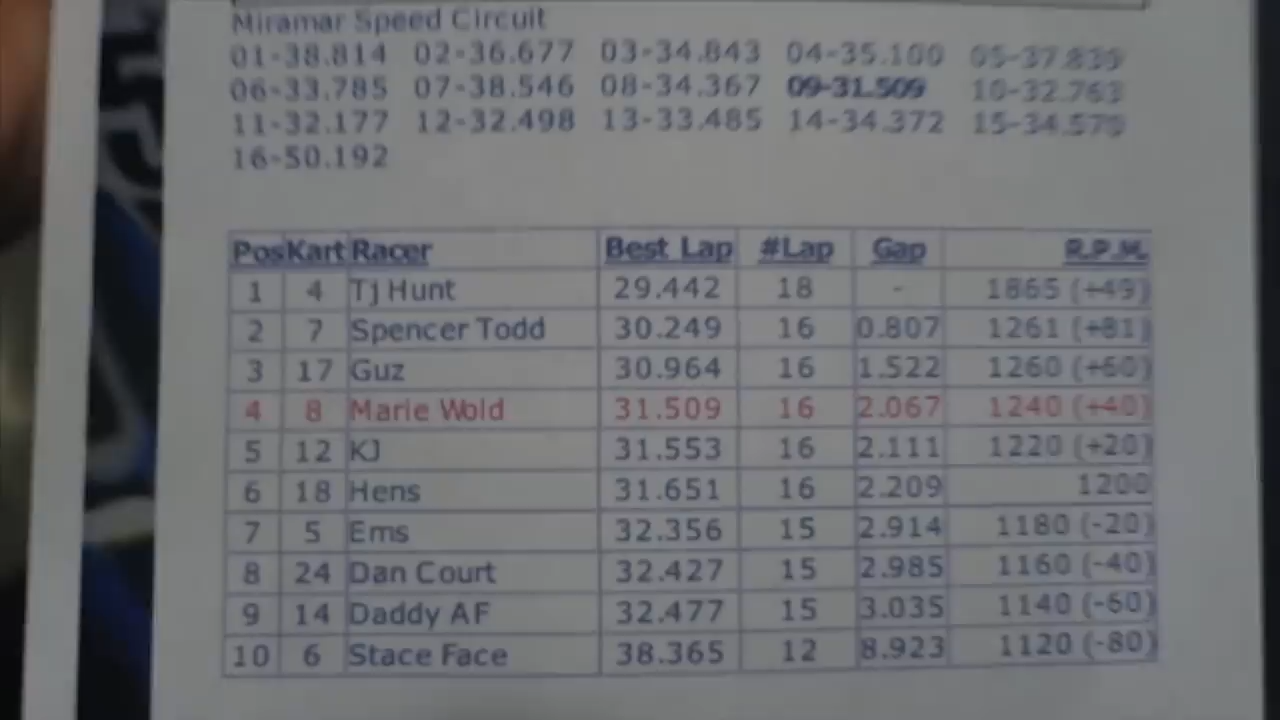 Miramar Speed Circuit
01-38.814 02-36.677 03-34.843 04-35.100 05-37.839
06-33.785 07-38.546 08-34.367 09-31.509 10-32.763
11-32.177 12-32.498 13-33.485 14-34.372 15-34.579
16-50.192
Pos Kart Racer Best Lap #Lap Gap R.P.M.
1 4 Tj Hunt 29.442 18 - 1865 (+49)
2 7 Spencer Todd 30.249 16 0.807 1261 (+81)
3 17 Guz 30.964 16 1.522 1260 (+60)
4 8 Marie Wold 31.509 16 2.067 1240 (+40)
5 12 KJ 31.553 16 2.111 1220 (+20)
6 18 Hens 31.651 16 2.209 1200
7 5 Ems 32.356 15 2.914 1180 (-20)
8 24 Dan Court 32.427 15 2.985 1160 (-40)
9 14 Daddy AF 32.477 15 3.035 1140 (-60)
10 6 Stace Face 38.365 12 8.923 1120 (-80)